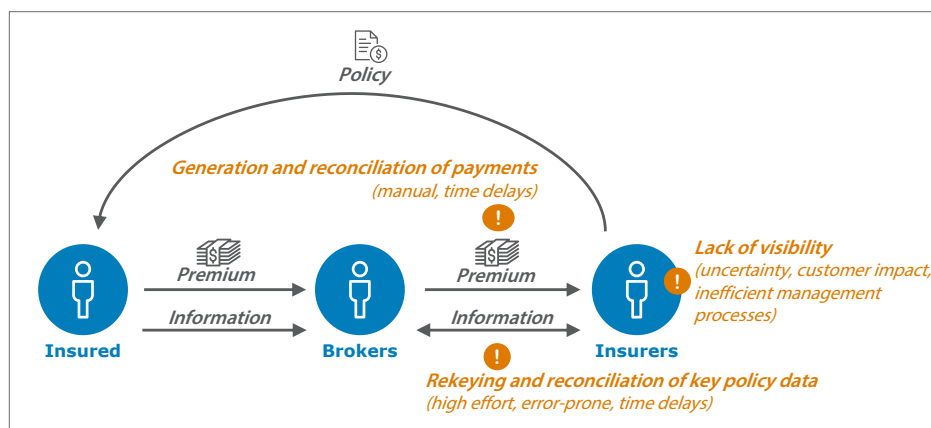 Policy
Generation and reconciliation of payments
(manual, time delays)
!
Premium
Premium
Lack of visibility
(uncertainty, customer impact,
inefficient management
processes)
!
Information
Information
Insured
Brokers
Insurers
!
Rekeying and reconciliation of key policy data
(high effort, error-prone, time delays)